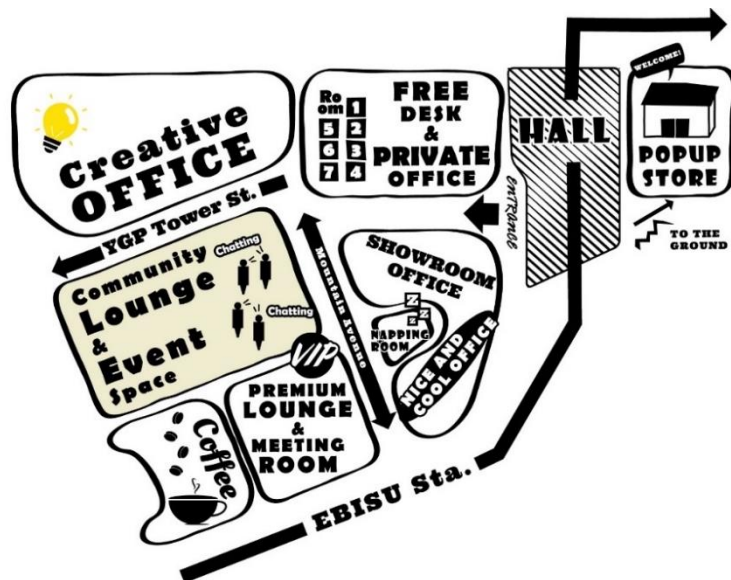 Creative
OFFICE
Room
1
5 2
6 3
7 4
FREE
DESK
&
PRIVATE
OFFICE
HALL
WELCOME!
POPUP
STORE
enTRanCe
TO THE
GROUND
YGP Tower St.
Mountain Avenue
Community
Lounge
&
Event
Space
Chatting
Chatting
SHOWROOM
OFFICE
Z
Z Z
NAPPING
ROOM
NICE AND
COOL OFFICE
VIP
PREMIUM
LOUNGE
&
MEETING
ROOM
Coffee
EBISU Sta.